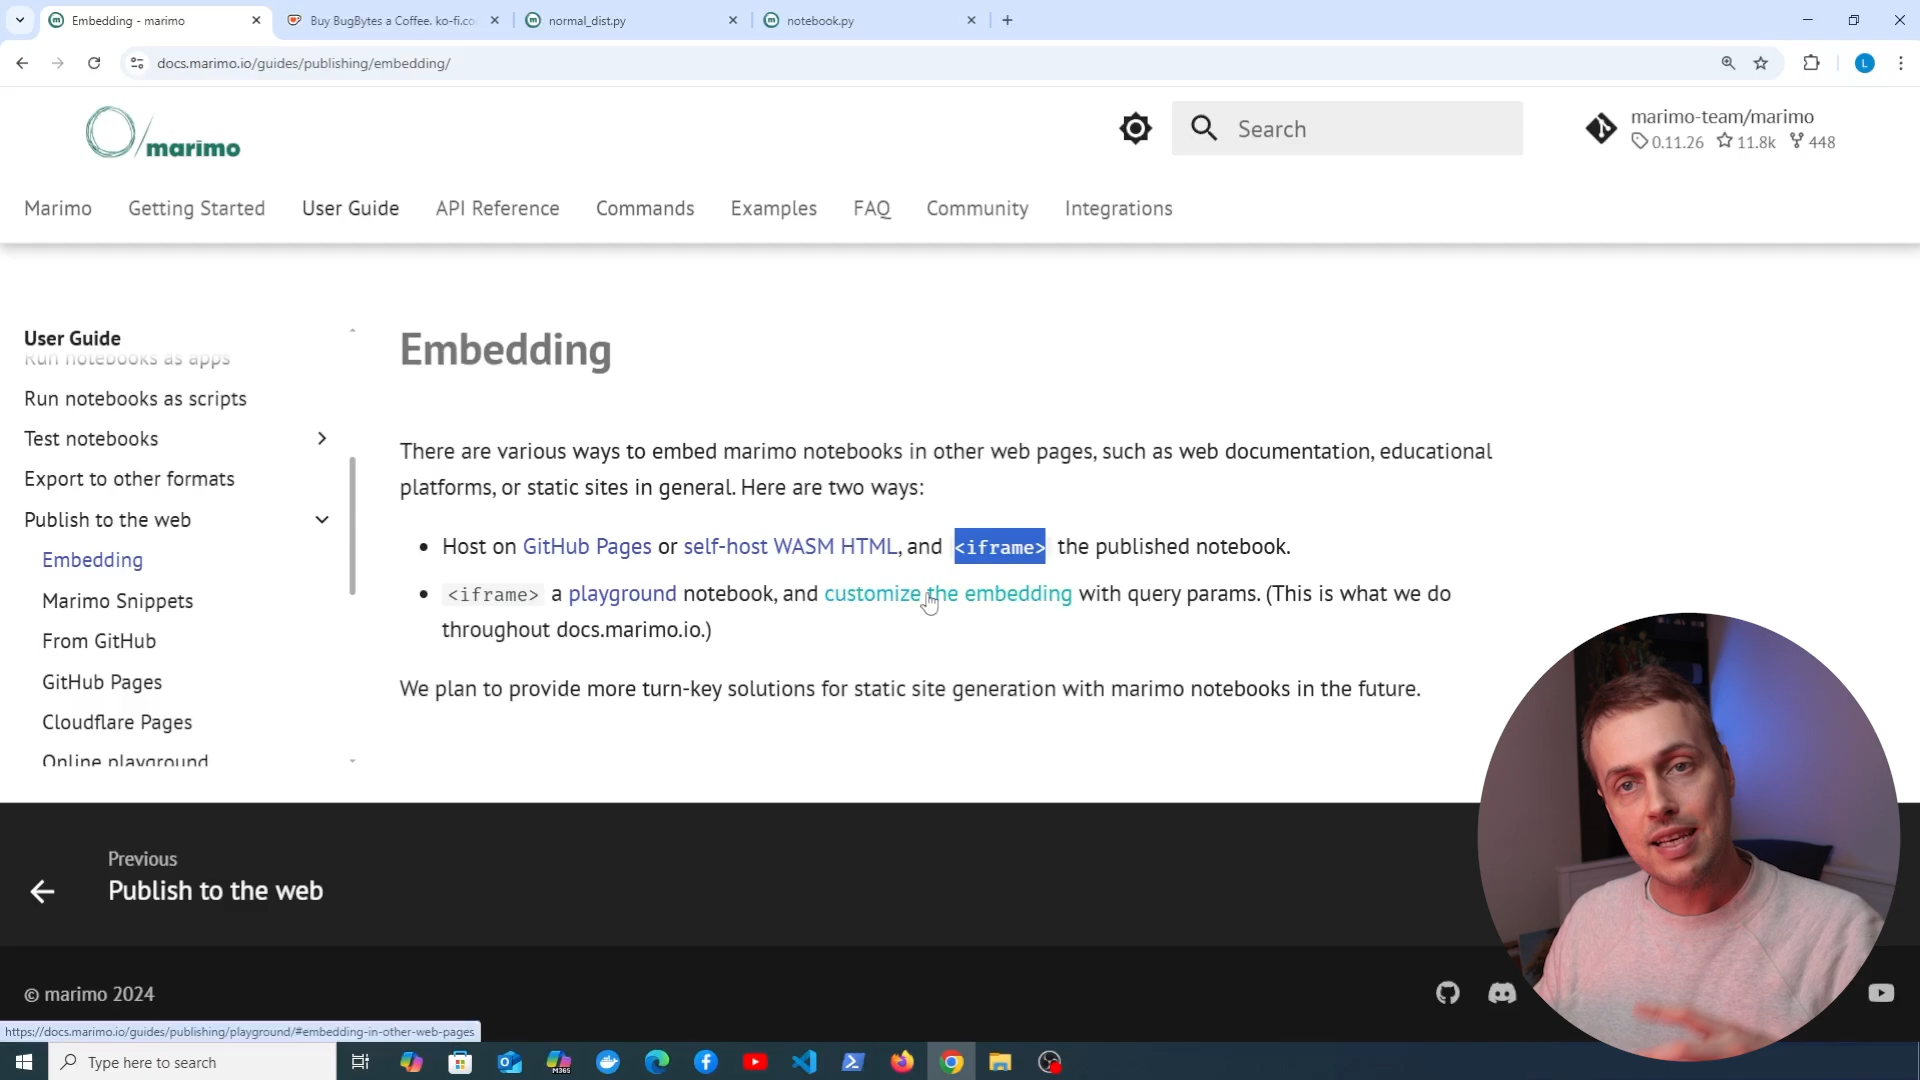 Embedding - marimo
Buy BugBytes a Coffee. ko-fi.co
normal_dist.py
notebook.py
docs.marimo.io/guides/publishing/embedding/
L
marimo
Search
marimo-team/marimo
0.11.26 11.8k 448
Marimo Getting Started User Guide API Reference Commands Examples FAQ Community Integrations
User Guide
Run notebooks as apps
Run notebooks as scripts
Test notebooks
Export to other formats
Publish to the web
Embedding
Marimo Snippets
From GitHub
GitHub Pages
Cloudflare Pages
Online playground
Embedding
There are various ways to embed marimo notebooks in other web pages, such as web documentation, educational
platforms, or static sites in general. Here are two ways:
• Host on GitHub Pages or self-host WASM HTML, and <iframe> the published notebook.
• <iframe> a playground notebook, and customize the embedding with query params. (This is what we do
throughout docs.marimo.io.)
We plan to provide more turn-key solutions for static site generation with marimo notebooks in the future.
Previous
Publish to the web
© marimo 2024
https://docs.marimo.io/guides/publishing/playground/#embedding-in-other-web-pages
Type here to search
M365